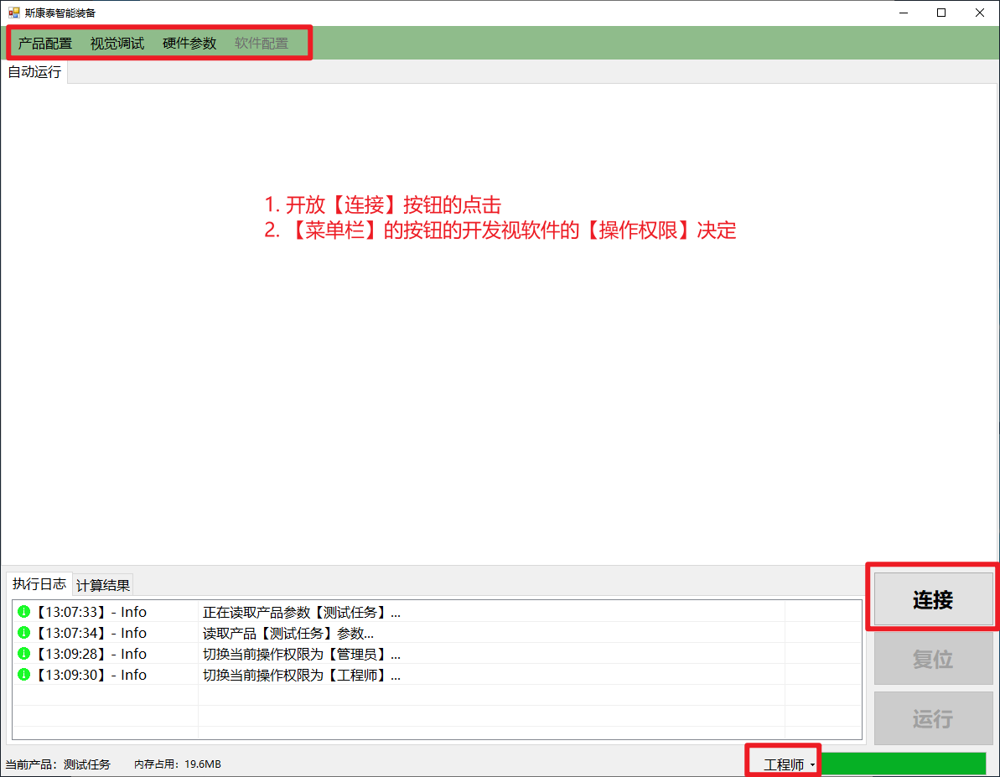 斯康泰智能装备
产品配置 视觉调试 硬件参数 软件配置
自动运行
1. 开放【连接】按钮的点击
2. 【菜单栏】的按钮的开发视软件的【操作权限】决定
执行日志 计算结果
【13:07:33】- Info 正在读取产品参数【测试任务】...
【13:07:34】- Info 读取产品【测试任务】参数...
【13:09:28】- Info 切换当前操作权限为【管理员】...
【13:09:30】- Info 切换当前操作权限为【工程师】...
连接
复位
运行
当前产品：测试任务 内存占用：19.6MB 工程师